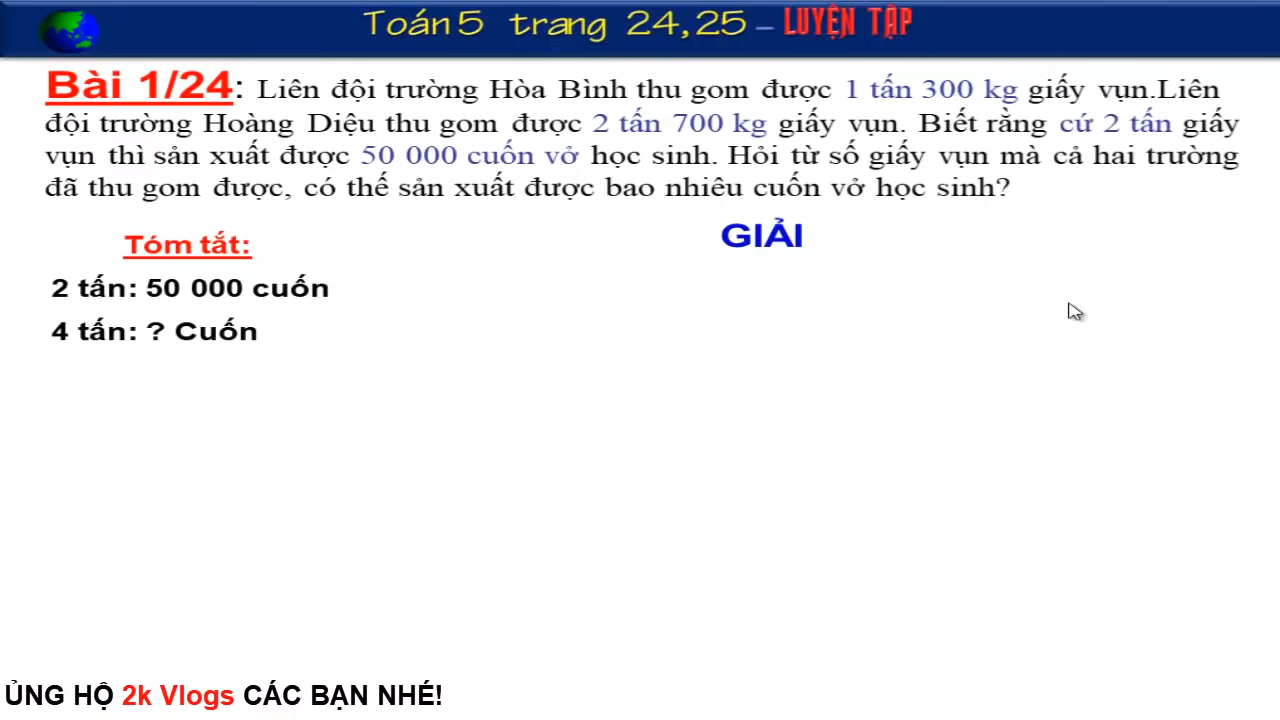 Toán 5 trang 24,25 – LUYỆN TẬP
Bài 1/24: Liên đội trường Hòa Bình thu gom được 1 tấn 300 kg giấy vụn.Liên
đội trường Hoàng Diệu thu gom được 2 tấn 700 kg giấy vụn. Biết rằng cứ 2 tấn giấy
vụn thì sản xuất được 50 000 cuốn vở học sinh. Hỏi từ số giấy vụn mà cả hai trường
đã thu gom được, có thể sản xuất được bao nhiêu cuốn vở học sinh?
Tóm tắt:
2 tấn: 50 000 cuốn
4 tấn: ? Cuốn
GIẢI
ỦNG HỘ 2k Vlogs CÁC BẠN NHÉ!